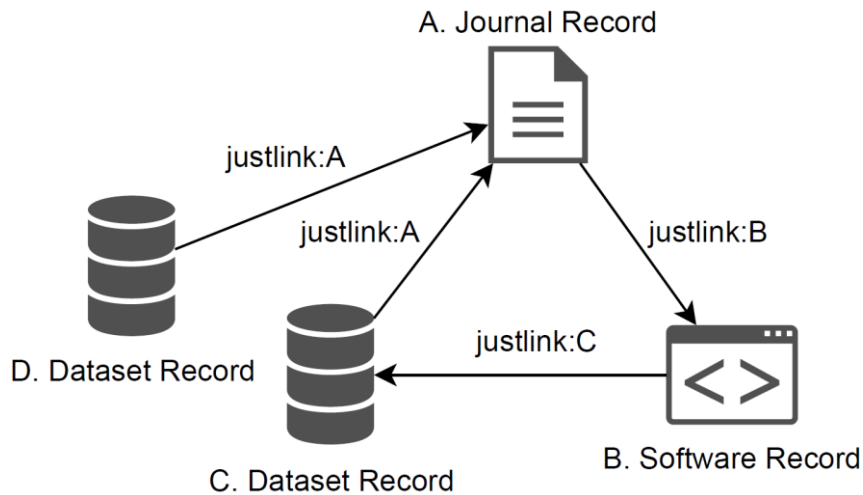 A. Journal Record
justlink:A
justlink:A
justlink:B
justlink:C
D. Dataset Record
B. Software Record
C. Dataset Record